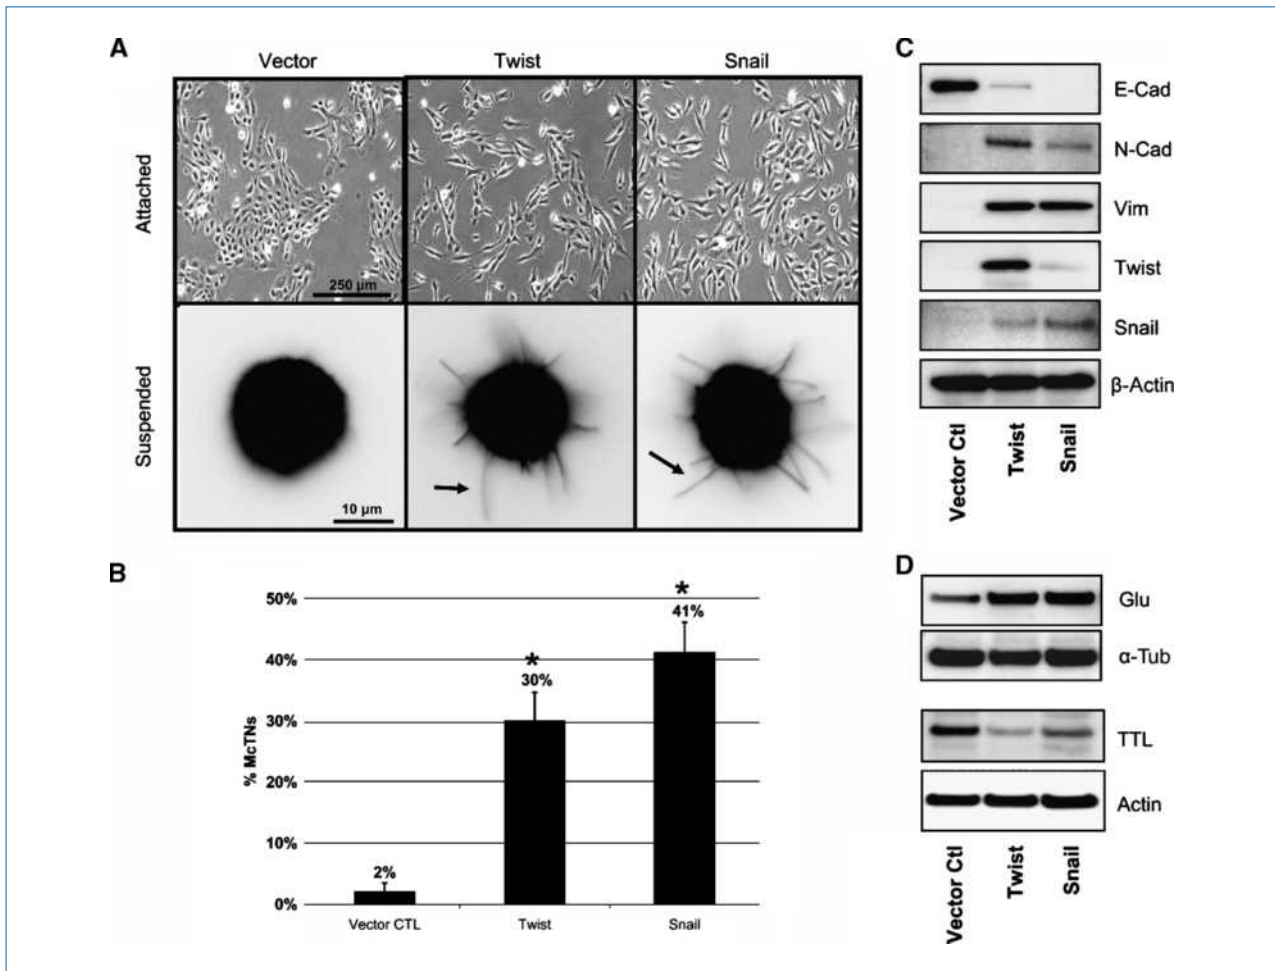 A
Vector
Twist
Snail
Attached
250 µm
Suspended
10 µm
B
50%
40%
30%
20%
10%
0%
% McTNs
2%
*
30%
*
41%
Vector CTL
Twist
Snail
C
E-Cad
N-Cad
Vim
Twist
Snail
β-Actin
Vector Ctl
Twist
Snail
D
Glu
α-Tub
TTL
Actin
Vector Ctl
Twist
Snail